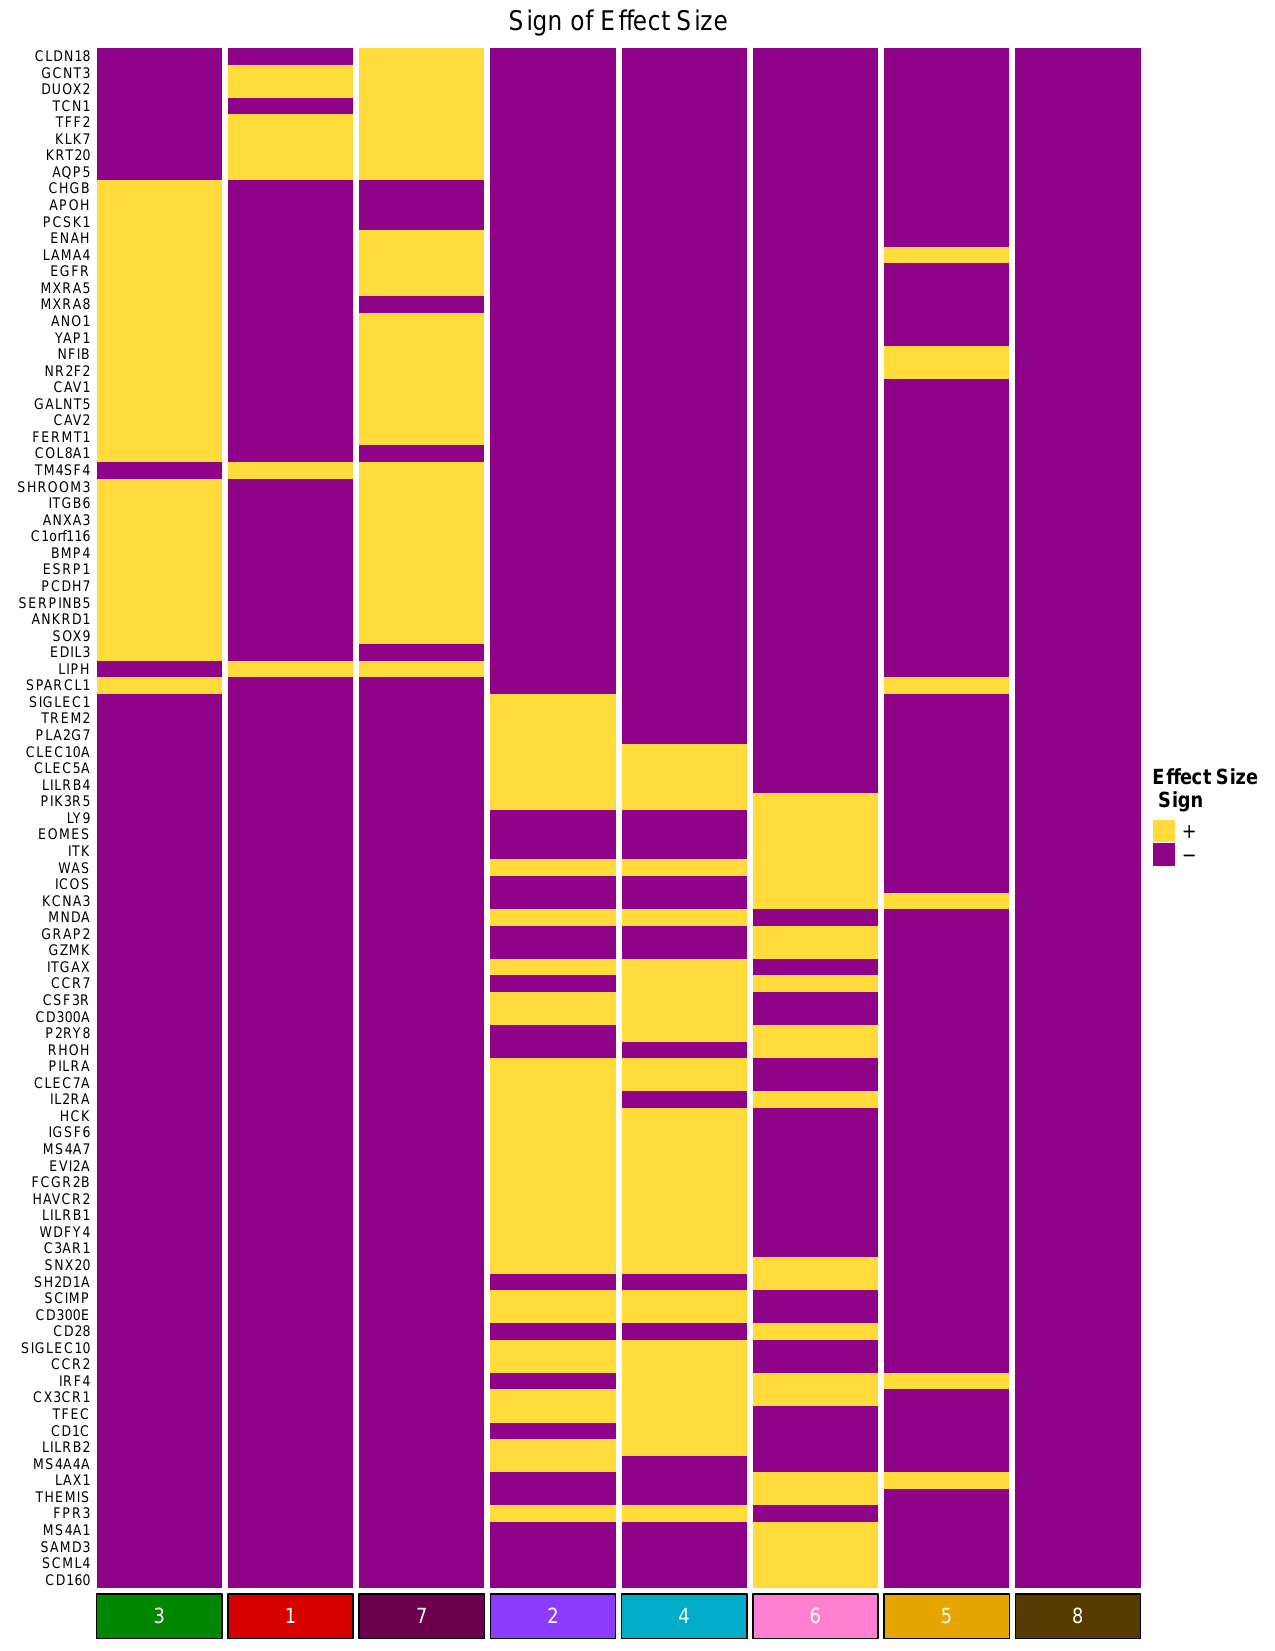 Sign of Effect Size
CLDN18
GCNT3
DUOX2
TCN1
TFF2
KLK7
KRT20
AQP5
CHGB
APOH
PCSK1
ENAH
LAMA4
EGFR
MXRA5
MXRA8
ANO1
YAP1
NFIB
NR2F2
CAV1
GALNT5
CAV2
FERMT1
COL8A1
TM4SF4
SHROOM3
ITGB6
ANXA3
C1orf116
BMP4
ESRP1
PCDH7
SERPINB5
ANKRD1
SOX9
EDIL3
LIPH
SPARCL1
SIGLEC1
TREM2
PLA2G7
CLEC10A
CLEC5A
LILRB4
PIK3R5
LY9
EOMES
ITK
WAS
ICOS
KCNA3
MNDA
GRAP2
GZMK
ITGAX
CCR7
CSF3R
CD300A
P2RY8
RHOH
PILRA
CLEC7A
IL2RA
HCK
IGSF6
MS4A7
EVI2A
FCGR2B
HAVCR2
LILRB1
WDFY4
C3AR1
SNX20
SH2D1A
SCIMP
CD300E
CD28
SIGLEC10
CCR2
IRF4
CX3CR1
TFEC
CD1C
LILRB2
MS4A4A
LAX1
THEMIS
FPR3
MS4A1
SAMD3
SCML4
CD160
3 1 7 2 4 6 5 8
Effect Size
Sign
+
−